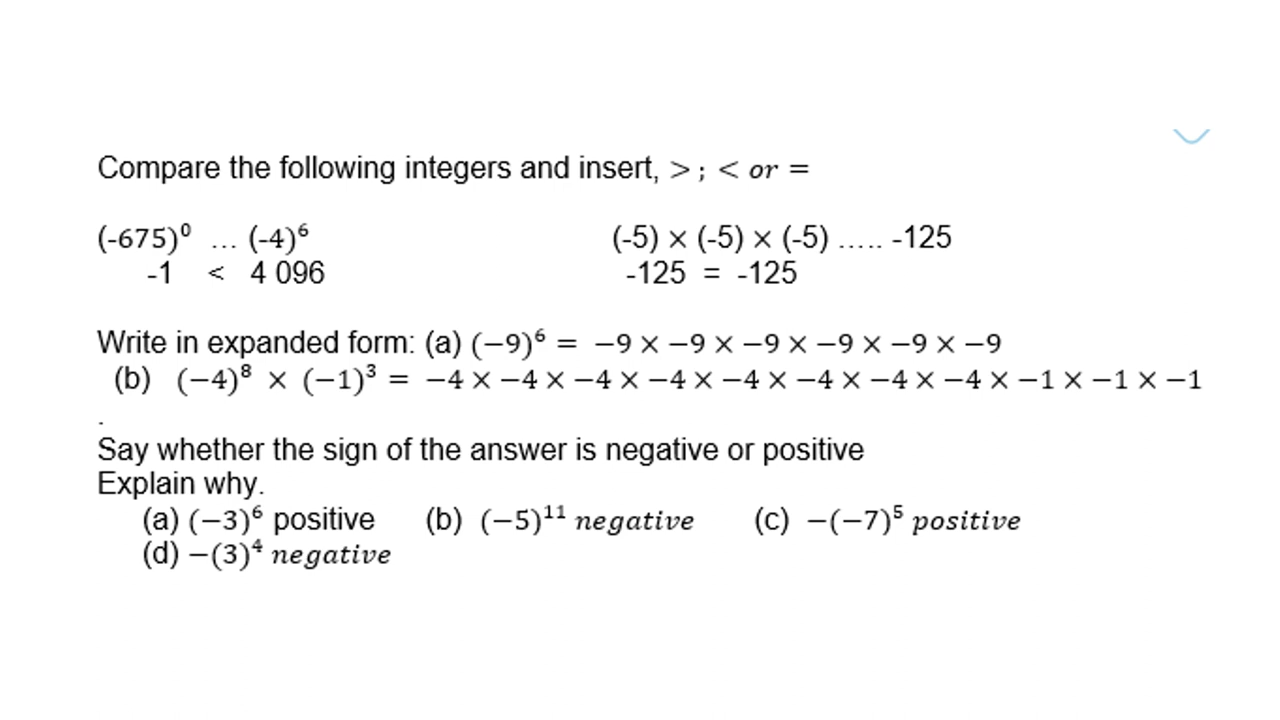 Compare the following integers and insert, > ; < or =
(-675)⁰ ... (-4)⁶ (-5) × (-5) × (-5) ..... -125
-1 < 4 096 -125 = -125
Write in expanded form: (a) (−9)⁶ = −9 × −9 × −9 × −9 × −9 × −9
(b) (−4)⁸ × (−1)³ = −4 × −4 × −4 × −4 × −4 × −4 × −4 × −4 × −1 × −1 × −1
.
Say whether the sign of the answer is negative or positive
Explain why.
(a) (−3)⁶ positive (b) (−5)¹¹ negative (c) −(−7)⁵ positive
(d) −(3)⁴ negative